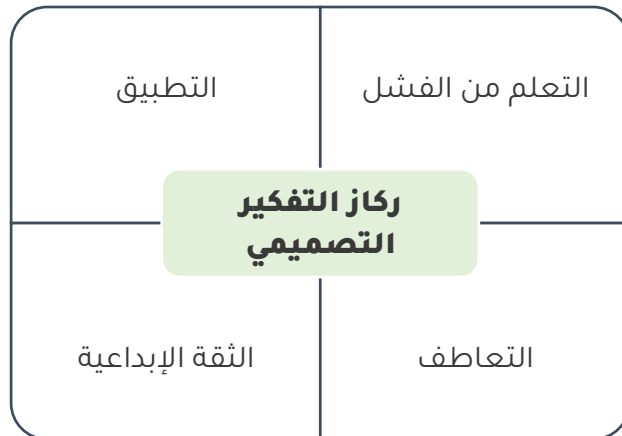 التعلم من الفشل
التطبيق
ركاز التفكير
التصميمي
التعاطف
الثقة الإبداعية